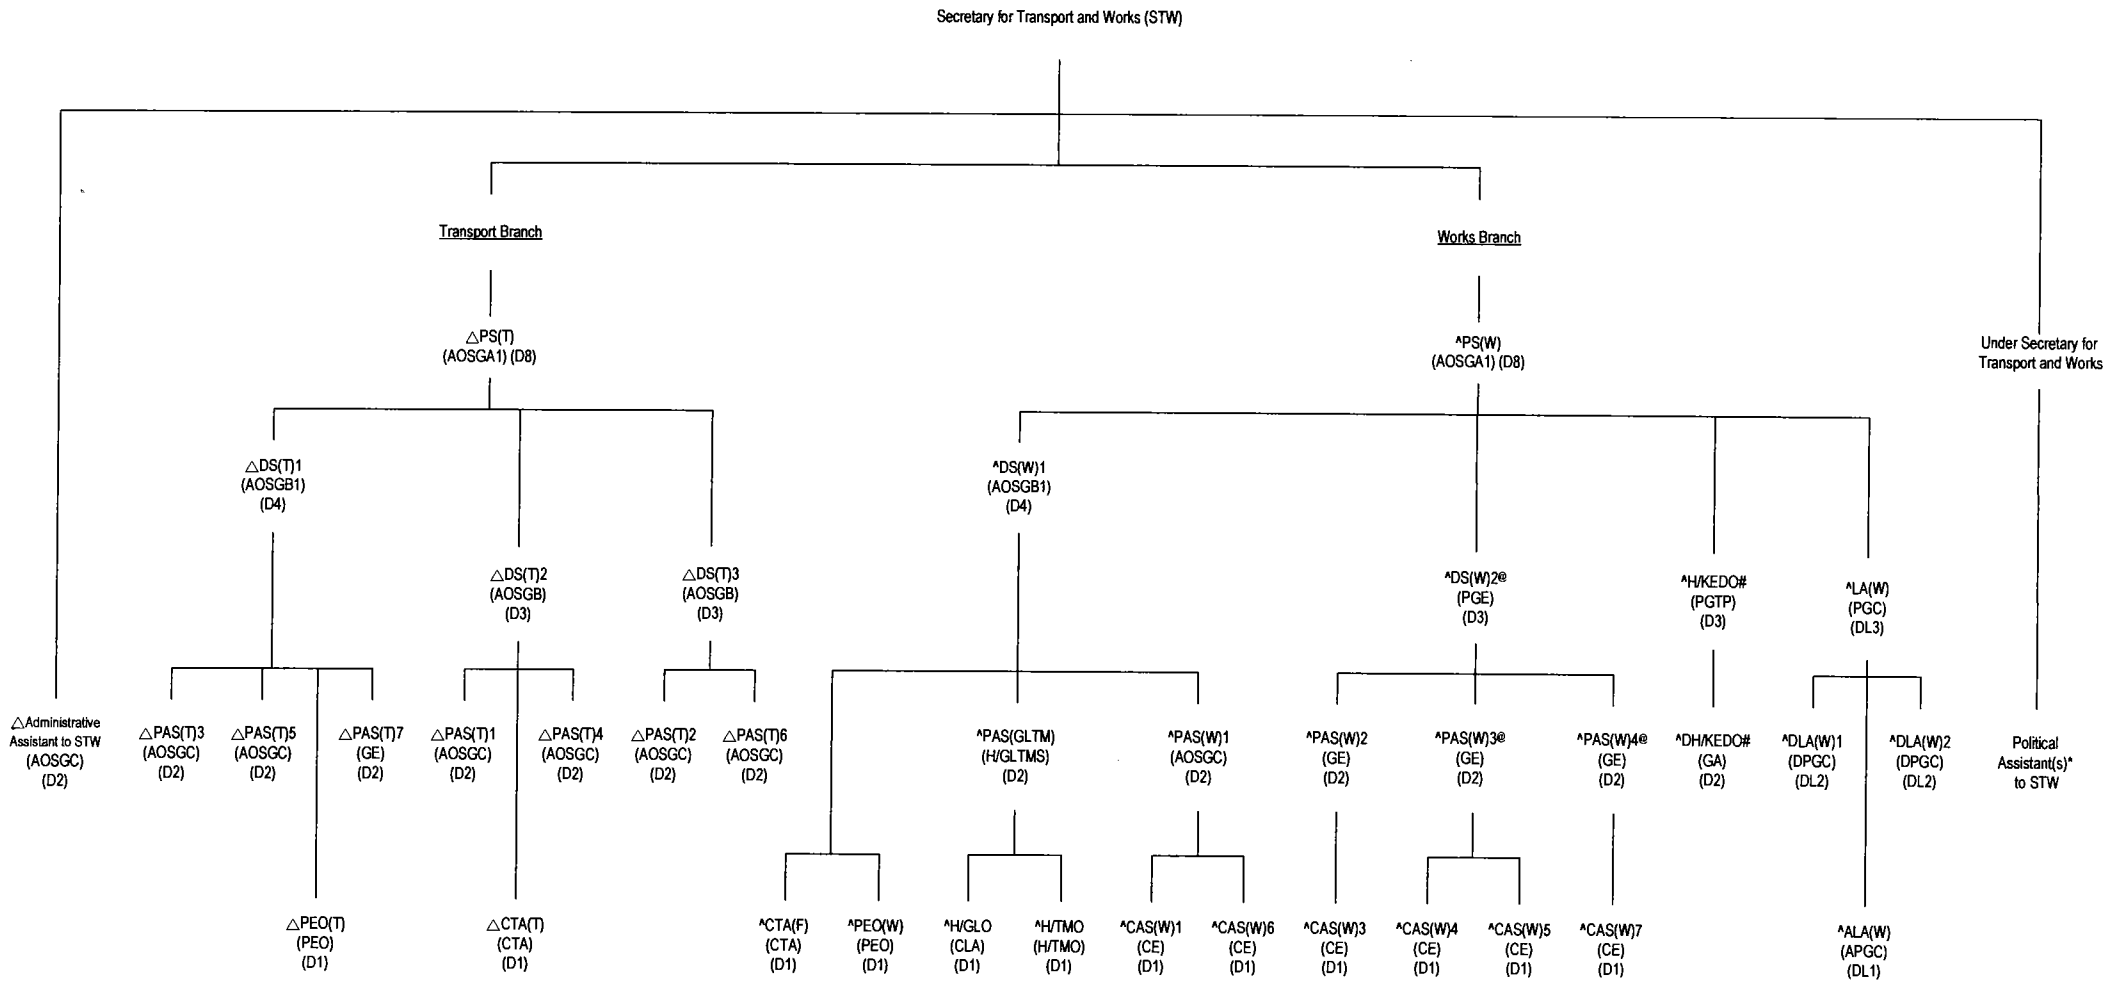 Secretary for Transport and Works (STW)
Transport Branch
Works Branch
△PS(T)
(AOSGA1) (D8)
^PS(W)
(AOSGA1) (D8)
Under Secretary for
Transport and Works
△DS(T)1
(AOSGB1)
(D4)
^DS(W)1
(AOSGB1)
(D4)
△DS(T)2
(AOSGB)
(D3)
△DS(T)3
(AOSGB)
(D3)
^DS(W)2@
(PGE)
(D3)
^H/KEDO#
(PGTP)
(D3)
^LA(W)
(PGC)
(DL3)
△Administrative
Assistant to STW
(AOSGC)
(D2)
△PAS(T)3
(AOSGC)
(D2)
△PAS(T)5
(AOSGC)
(D2)
△PAS(T)7
(GE)
(D2)
△PAS(T)1
(AOSGC)
(D2)
△PAS(T)4
(AOSGC)
(D2)
△PAS(T)2
(AOSGC)
(D2)
△PAS(T)6
(AOSGC)
(D2)
^PAS(GLTM)
(H/GLTMS)
(D2)
^PAS(W)1
(AOSGC)
(D2)
^PAS(W)2
(GE)
(D2)
^PAS(W)3@
(GE)
(D2)
^PAS(W)4@
(GE)
(D2)
^DH/KEDO#
(GA)
(D2)
^DLA(W)1
(DPGC)
(DL2)
^DLA(W)2
(DPGC)
(DL2)
Political
Assistant(s)*
to STW
△PEO(T)
(PEO)
(D1)
△CTA(T)
(CTA)
(D1)
^CTA(F)
(CTA)
(D1)
^PEO(W)
(PEO)
(D1)
^H/GLO
(CLA)
(D1)
^H/TMO
(H/TMO)
(D1)
^CAS(W)1
(CE)
(D1)
^CAS(W)6
(CE)
(D1)
^CAS(W)3
(CE)
(D1)
^CAS(W)4
(CE)
(D1)
^CAS(W)5
(CE)
(D1)
^CAS(W)7
(CE)
(D1)
^ALA(W)
(APGC)
(DL1)